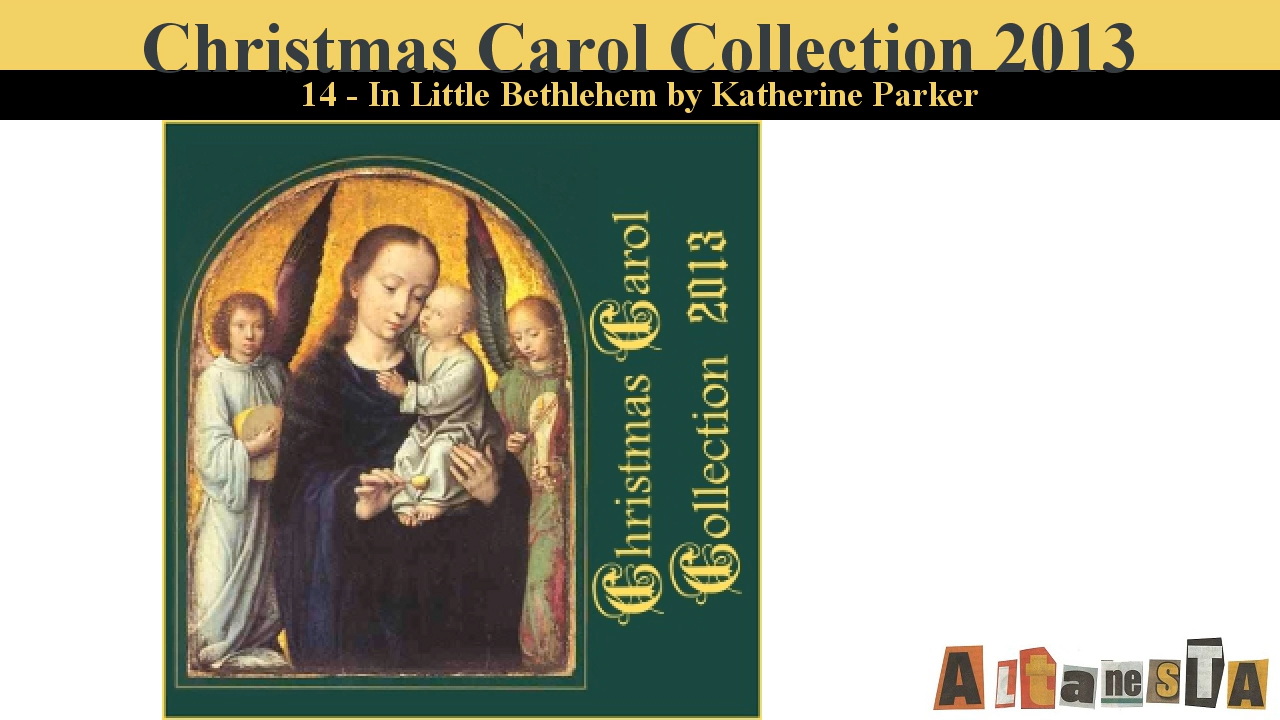 Christmas Carol Collection 2013
14 - In Little Bethlehem by Katherine Parker
Christmas Carol
Collection 2013
AltanesTA